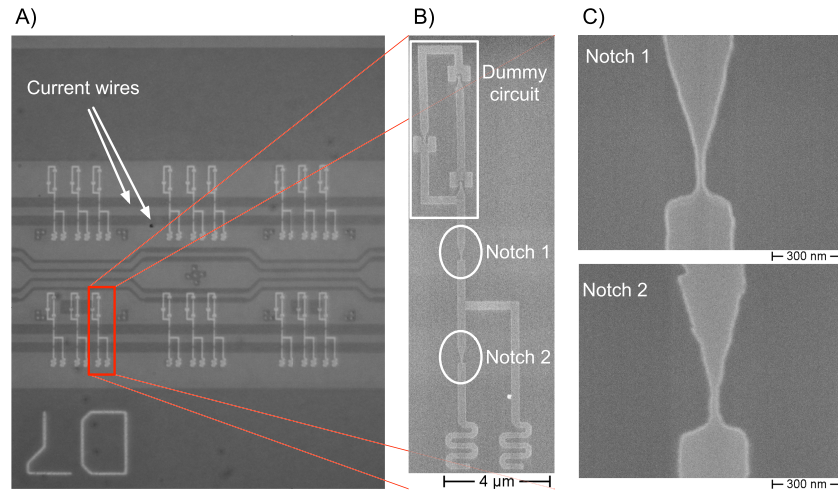 A)
Current wires
B)
Dummy
circuit
Notch 1
Notch 2
4 µm
C)
Notch 1
300 nm
Notch 2
300 nm